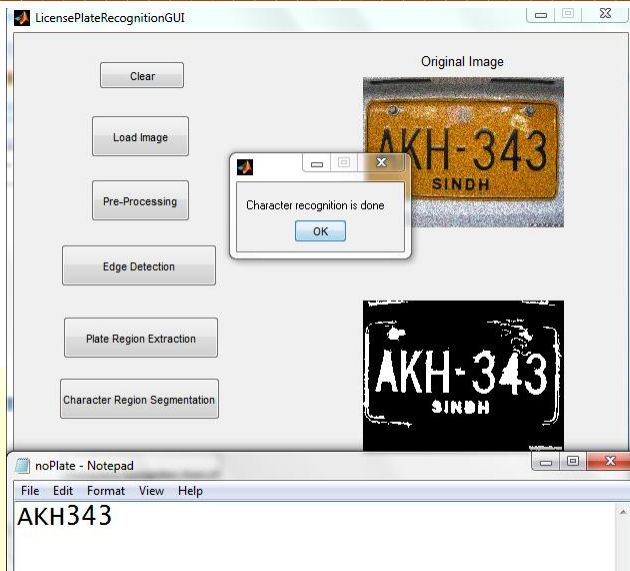 LicensePlateRecognitionGUI
Clear
Load Image
Pre-Processing
Edge Detection
Plate Region Extraction
Character Region Segmentation
Original Image
AKH-343
SINDH
Character recognition is done
OK
AKH-343
SINDH
noPlate - Notepad
File Edit Format View Help
AKH343